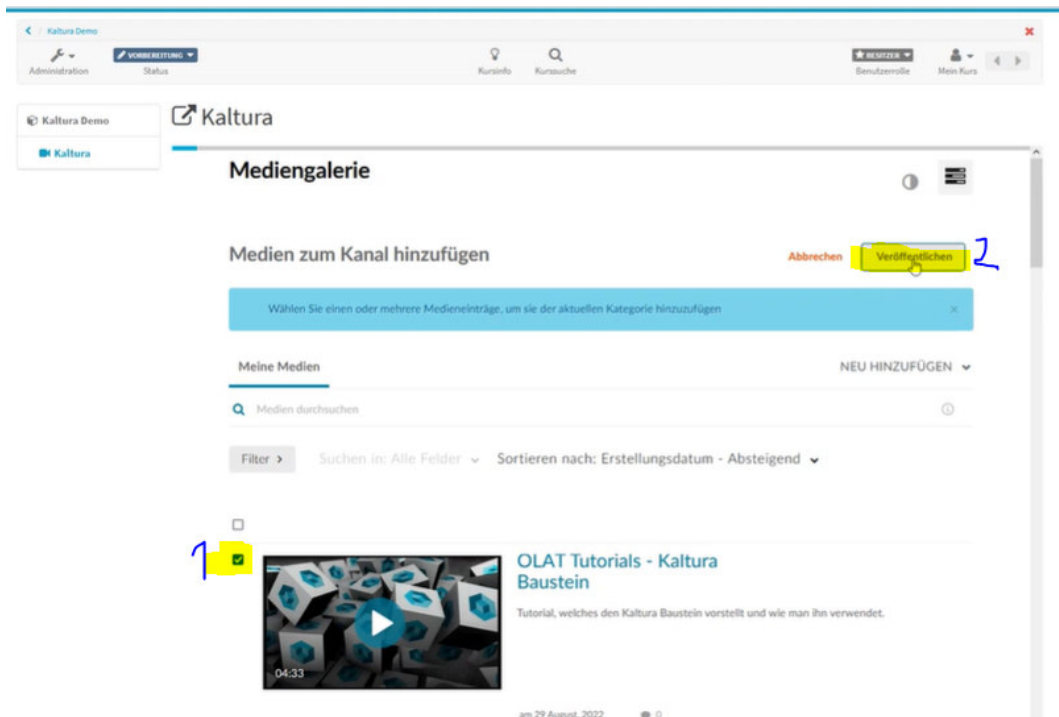 Kaltura Demo
Administration
VORBEREITUNG
Status
Kursinfo
Kurssuche
BESITZER
Benutzerrolle
Mein Kurs
Kaltura Demo
Kaltura
Kaltura
Mediengalerie
Medien zum Kanal hinzufügen
Abbrechen
Veröffentlichen
2
Wählen Sie einen oder mehrere Medieneinträge, um sie der aktuellen Kategorie hinzuzufügen
Meine Medien
NEU HINZUFÜGEN
Medien durchsuchen
Filter
Suchen in: Alle Felder
Sortieren nach: Erstellungsdatum - Absteigend
1
OLAT Tutorials - Kaltura
Baustein
Tutorial, welches den Kaltura Baustein vorstellt und wie man ihn verwendet.
04:33
am 29 August, 2022
0